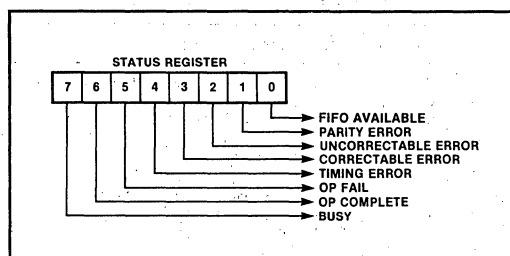 STATUS REGISTER
7 6 5 4 3 2 1 0
FIFO AVAILABLE
PARITY ERROR
UNCORRECTABLE ERROR
CORRECTABLE ERROR
TIMING ERROR
OP FAIL
OP COMPLETE
BUSY